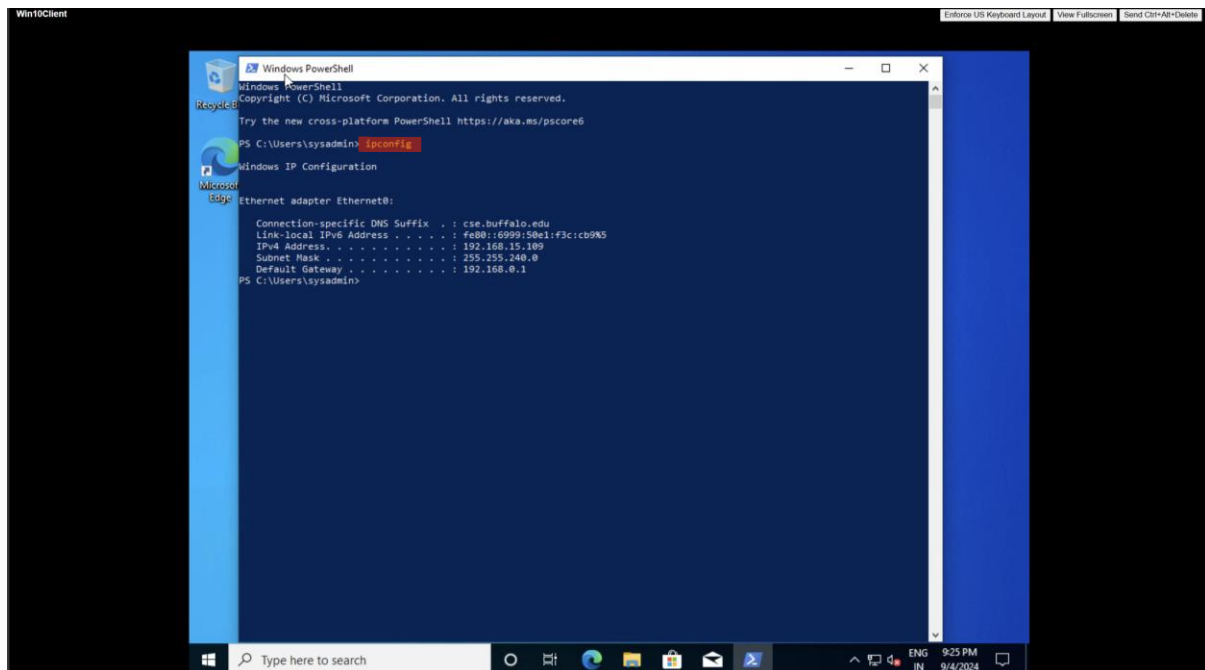 Win10Client
Enforce US Keyboard Layout View Fullscreen Send Ctrl+Alt+Delete
Windows PowerShell
Windows PowerShell
Copyright (C) Microsoft Corporation. All rights reserved.
Try the new cross-platform PowerShell https://aka.ms/pscore6
PS C:\Users\sysadmin> ipconfig
Windows IP Configuration
Ethernet adapter Ethernet0:
Connection-specific DNS Suffix . : cse.buffalo.edu
Link-local IPv6 Address . . . . . : fe80::6999:50e1:f3c:cb9%5
IPv4 Address. . . . . . . . . . . : 192.168.15.109
Subnet Mask . . . . . . . . . . . : 255.255.240.0
Default Gateway . . . . . . . . . : 192.168.0.1
PS C:\Users\sysadmin>
Recycle B
Microsof
Edge
Type here to search
ENG
IN
9:25 PM
9/4/2024